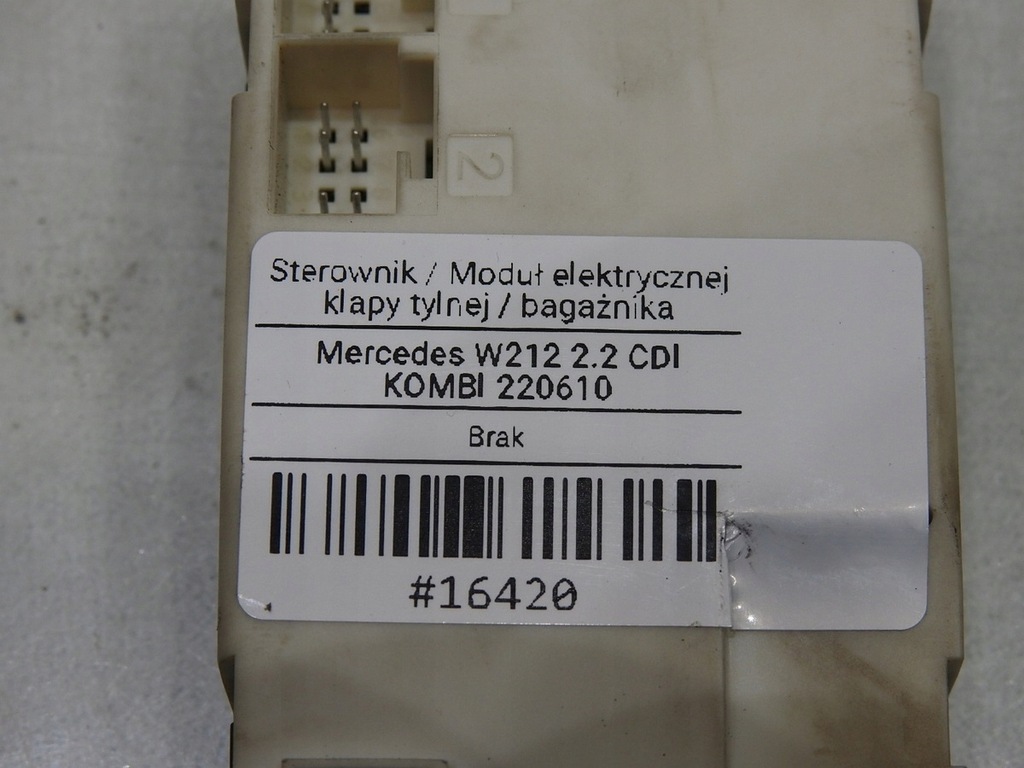 2
Sterownik / Moduł elektrycznej
klapy tylnej / bagażnika
Mercedes W212 2.2 CDI
KOMBI 220610
Brak
#16420